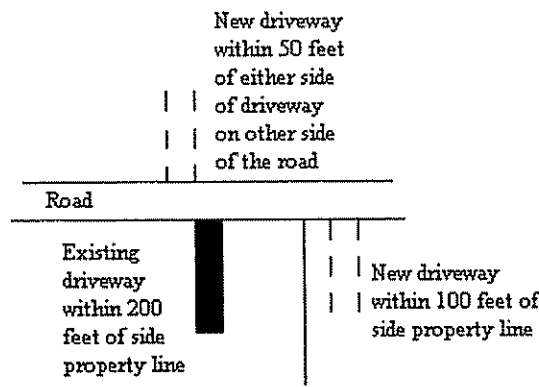 New driveway
within 50 feet
of either side
of driveway
on other side
of the road
Road
Existing
driveway
within 200
feet of side
property line
New driveway
within 100 feet of
side property line